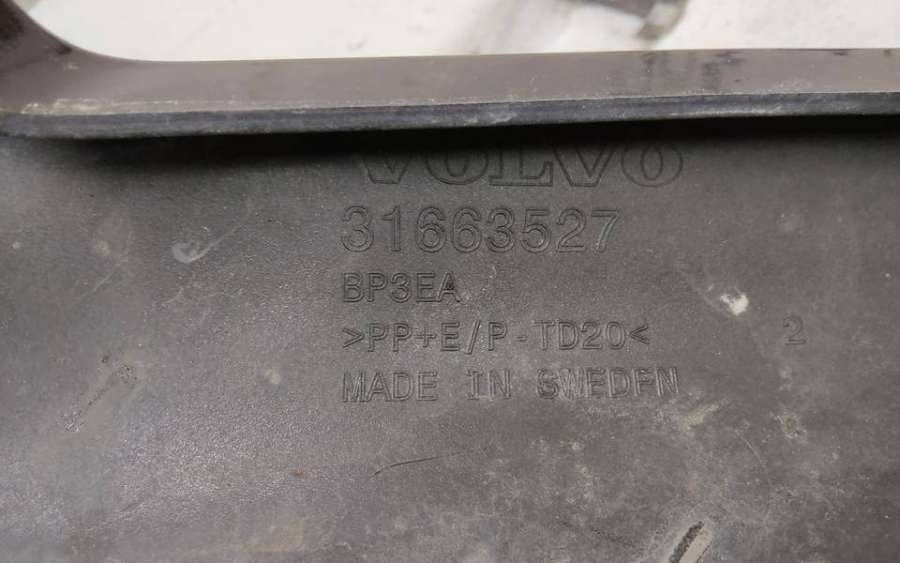 VOLVO
31663527
BP3EA
>PP+E/P-TD20<
2
MADE IN SWEDEN